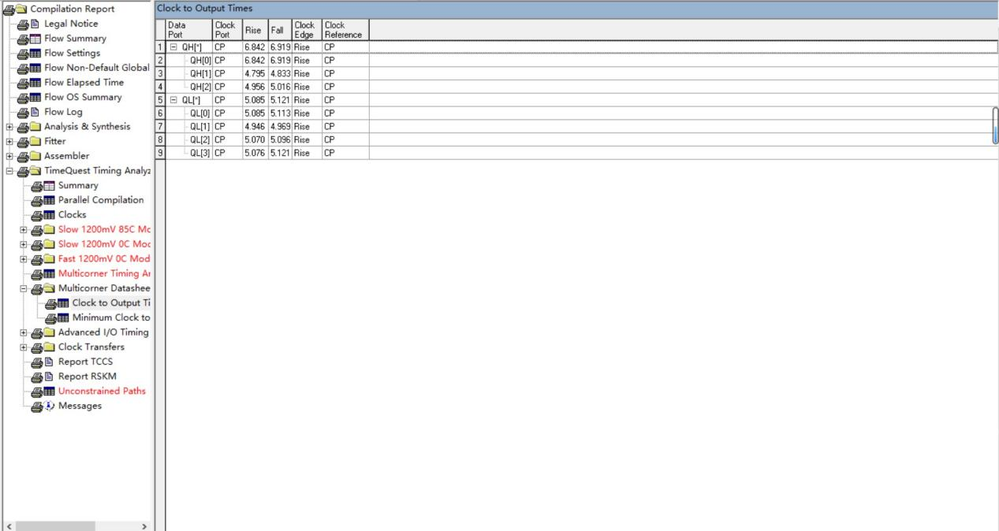 Compilation Report
Legal Notice
Flow Summary
Flow Settings
Flow Non-Default Global
Flow Elapsed Time
Flow OS Summary
Flow Log
Analysis & Synthesis
Fitter
Assembler
TimeQuest Timing Analyz
Summary
Parallel Compilation
Clocks
Slow 1200mV 85C Mo
Slow 1200mV 0C Mod
Fast 1200mV 0C Mod
Multicorner Timing An
Multicorner Datashee
Clock to Output Ti
Minimum Clock to
Advanced I/O Timing
Clock Transfers
Report TCCS
Report RSKM
Unconstrained Paths
Messages
Clock to Output Times
Data Port Clock Port Rise Fall Clock Edge Clock Reference
1 QH[*] CP 6.842 6.919 Rise CP
2 QH[0] CP 6.842 6.919 Rise CP
3 QH[1] CP 4.795 4.833 Rise CP
4 QH[2] CP 4.956 5.016 Rise CP
5 QL[*] CP 5.085 5.121 Rise CP
6 QL[0] CP 5.085 5.113 Rise CP
7 QL[1] CP 4.946 4.969 Rise CP
8 QL[2] CP 5.070 5.096 Rise CP
9 QL[3] CP 5.076 5.121 Rise CP